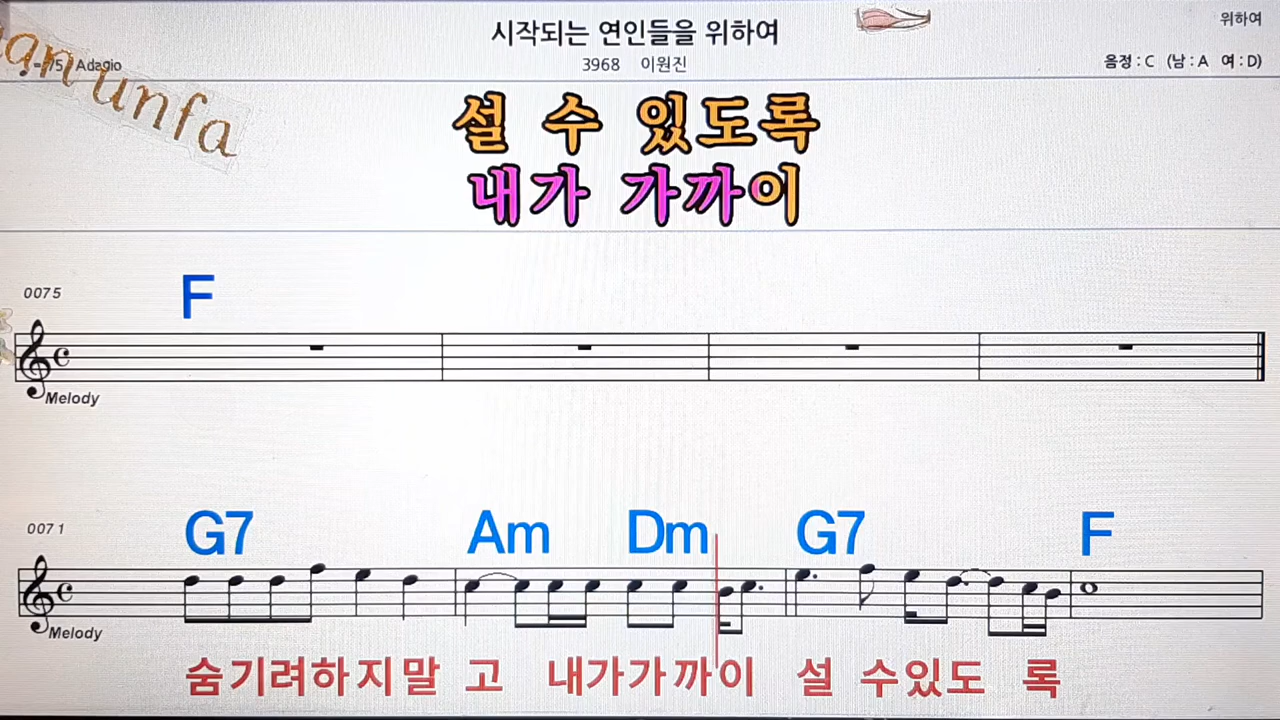 시작되는 연인들을 위하여
위하여
3968 이원진
음정 : C (남 : A 여 : D)
Adagio
unfa
설 수 있도록
내가 가까이
0075
F
Melody
0071
G7 Am Dm G7 F
Melody
숨기려하지말 고 내가가까이 설 수있도 록